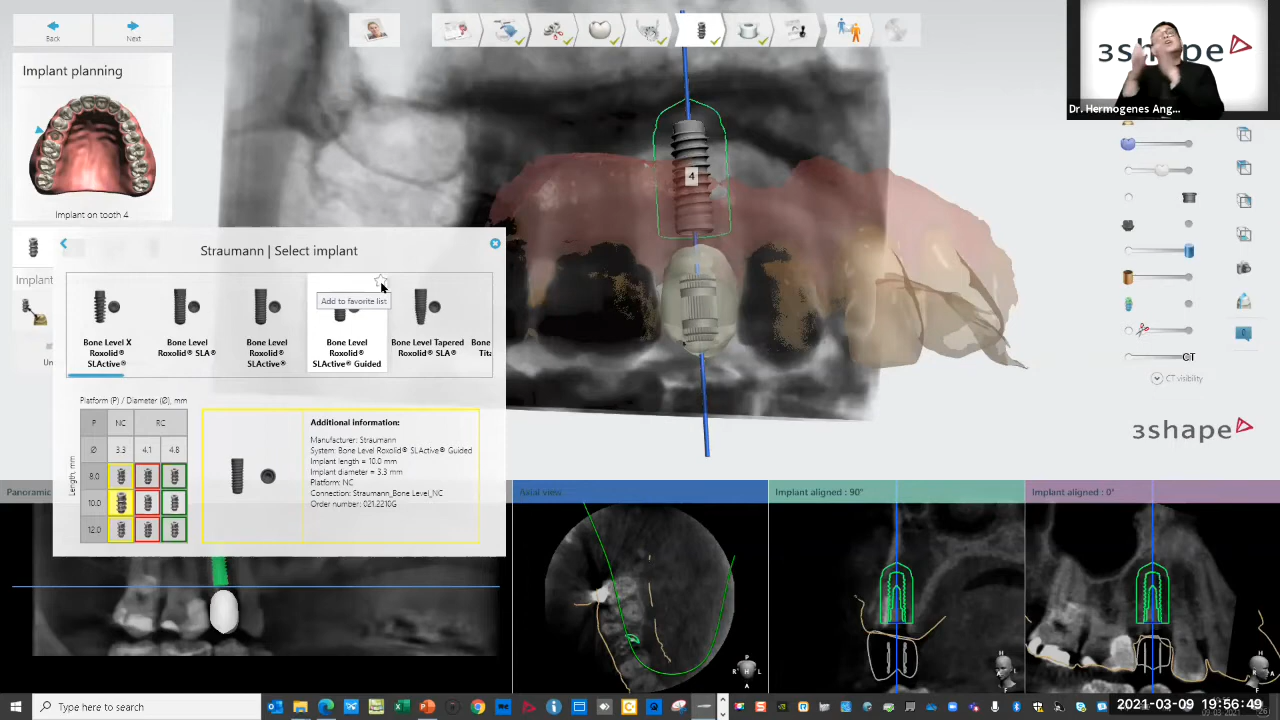 Back
Next
Implant planning
Implant on tooth 4
3shape
Dr. Hermogenes Ang...
Implant
Straumann | Select implant
Add to favorite list
Bone Level X
Roxolid®
SLActive®
Bone Level
Roxolid® SLA®
Bone Level
Roxolid®
SLActive®
Bone Level
Roxolid®
SLActive® Guided
Bone Level Tapered
Roxolid® SLA®
Bone
Tita
Platform (P) / Diameter (Ø), mm
P NC RC
Ø 3.3 4.1 4.8
Length, mm
8.0
10.0
12.0
Additional information:
Manufacturer: Straumann
System: Bone Level Roxolid® SLActive® Guided
Implant length = 10.0 mm
Implant diameter = 3.3 mm
Platform: NC
Connection: Straumann_Bone Level_NC
Order number: 021.2210G
4
CT
CT visibility
3shape
Panoramic
Axial view
Implant aligned : 90°
Implant aligned : 0°
P
R H L
A
H
F
H
F
Type here to search
2021-03-09 19:56:49